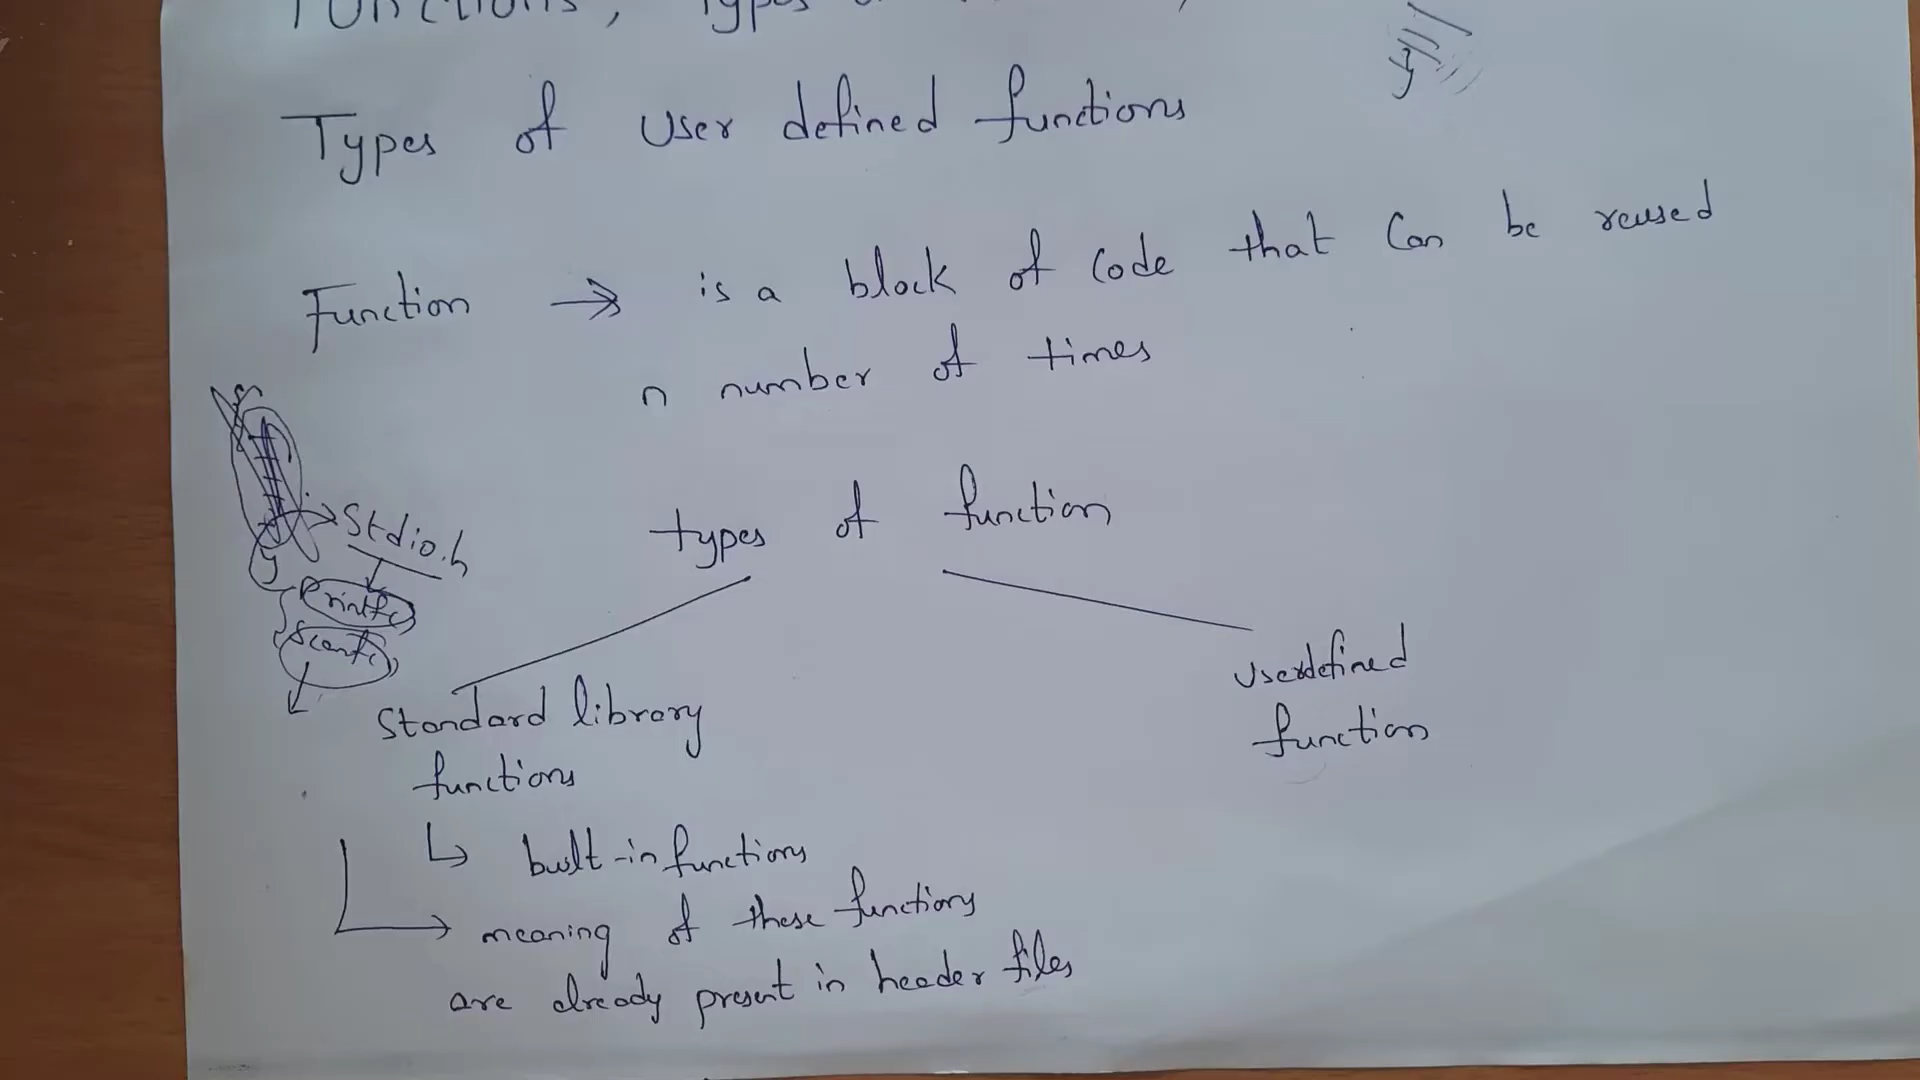 Functions, Types
Types of User defined functions
Function → is a block of code that can be reused
n number of times
types of function
Stdio.h
Printf()
Scanf()
Standard library
functions
Userdefined
function
↳ built-in functions
→ meaning of these functions
are already present in header files